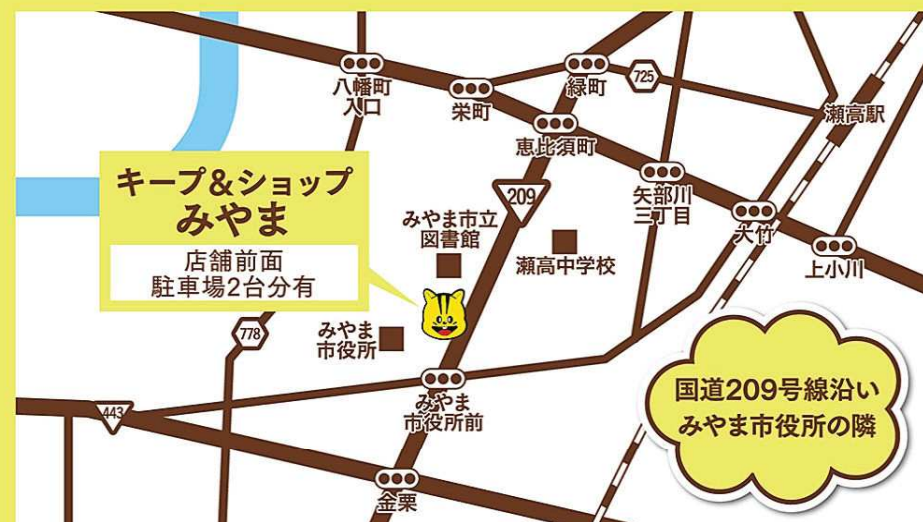 八幡町
入口
栄町
緑町
725
瀬高駅
恵比須町
キープ&ショップ
みやま
店舗前面
駐車場2台分有
209
矢部川
三丁目
みやま市立
図書館
瀬高中学校
大竹
上小川
778
みやま
市役所
国道209号線沿い
みやま市役所の隣
443
みやま
市役所前
金栗